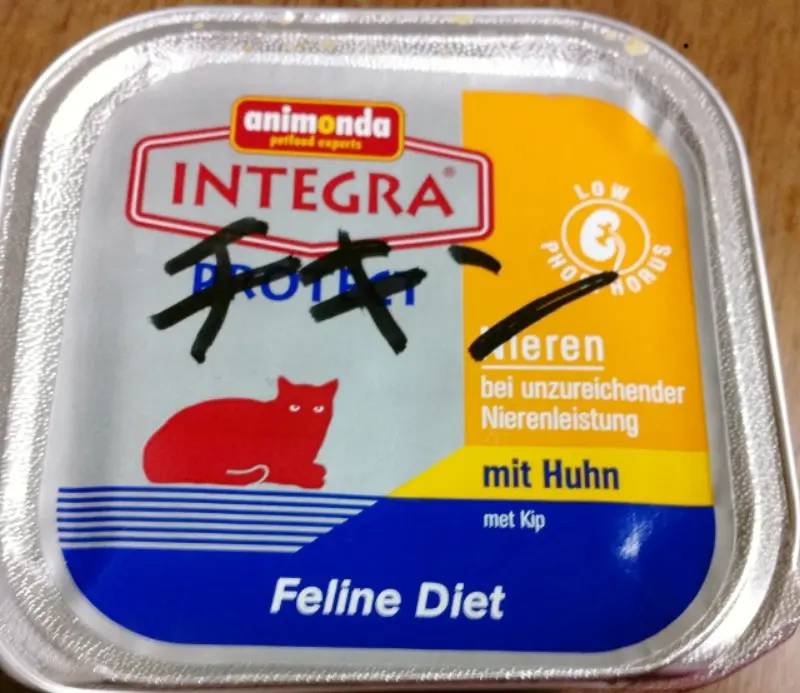 animonda
petfood experts
INTEGRA®
PROTECT
チキン
LOW
PHOSPHORUS
Nieren
bei unzureichender
Nierenleistung
mit Huhn
met Kip
Feline Diet